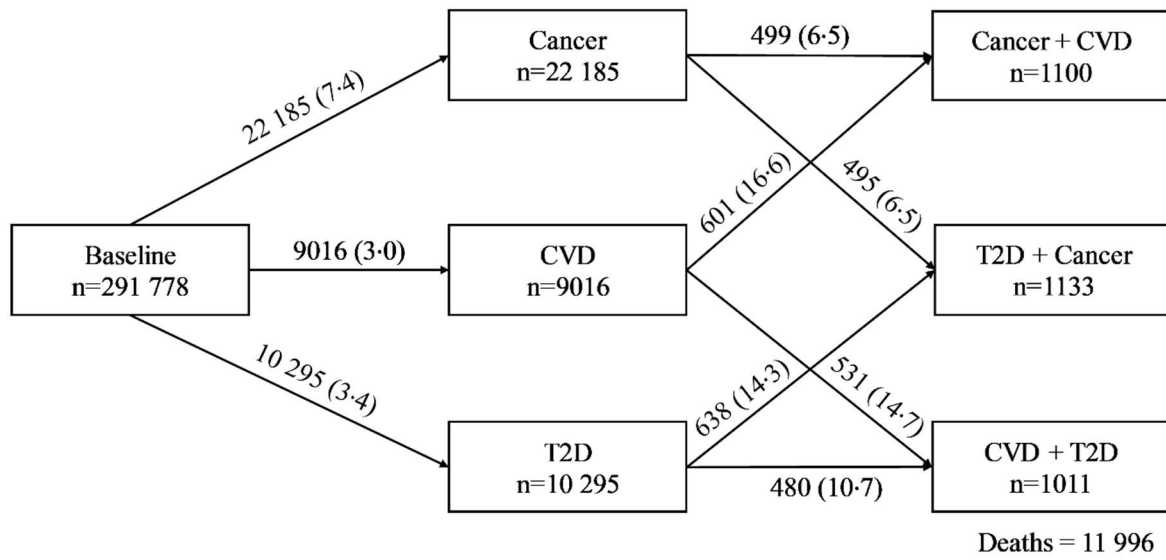 Baseline
n=291 778
22 185 (7·4)
9016 (3·0)
10 295 (3·4)
Cancer
n=22 185
CVD
n=9016
T2D
n=10 295
499 (6·5)
495 (6·5)
601 (16·6)
531 (14·7)
638 (14·3)
480 (10·7)
Cancer + CVD
n=1100
T2D + Cancer
n=1133
CVD + T2D
n=1011
Deaths = 11 996